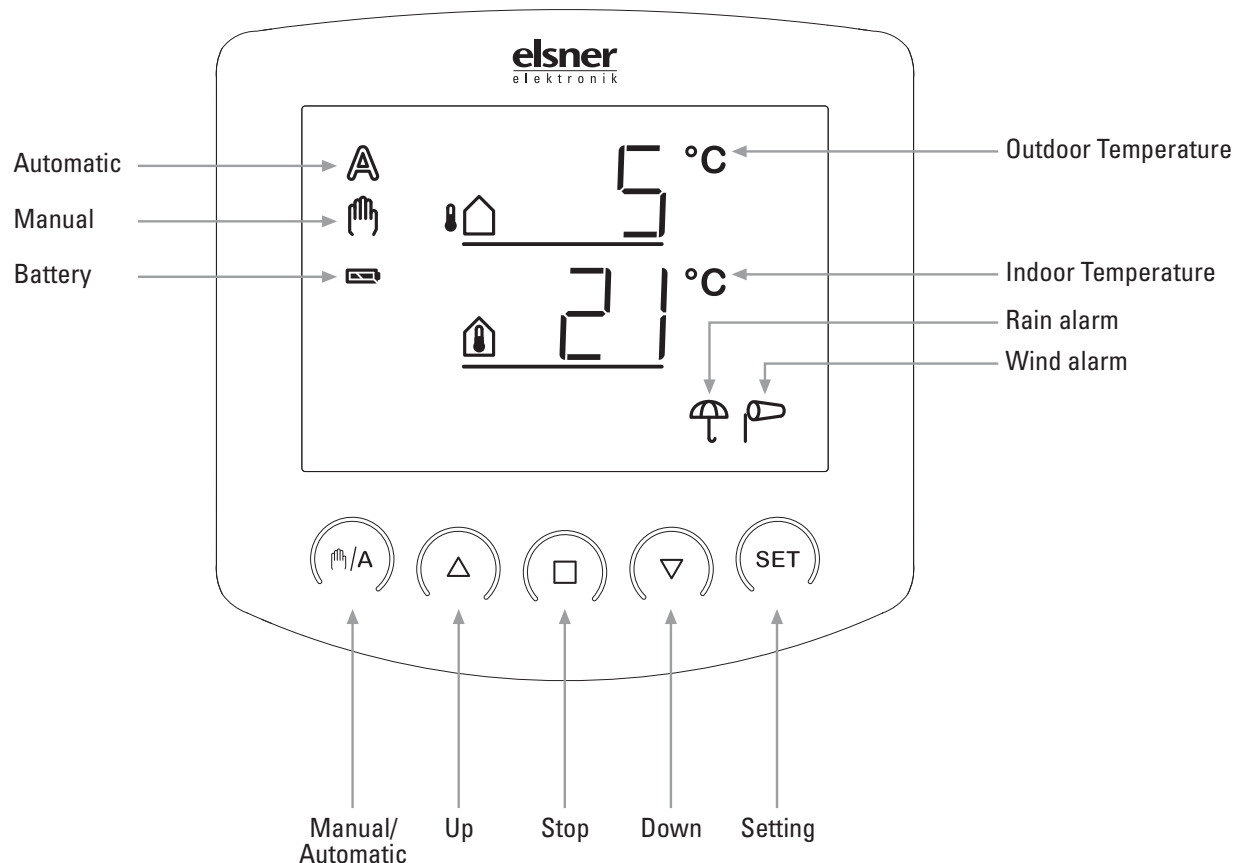 elsner
elektronik
Automatic
A
5 °C
Outdoor Temperature
Manual
Battery
21 °C
Indoor Temperature
Rain alarm
Wind alarm
/A
SET
Manual/
Automatic
Up
Stop
Down
Setting